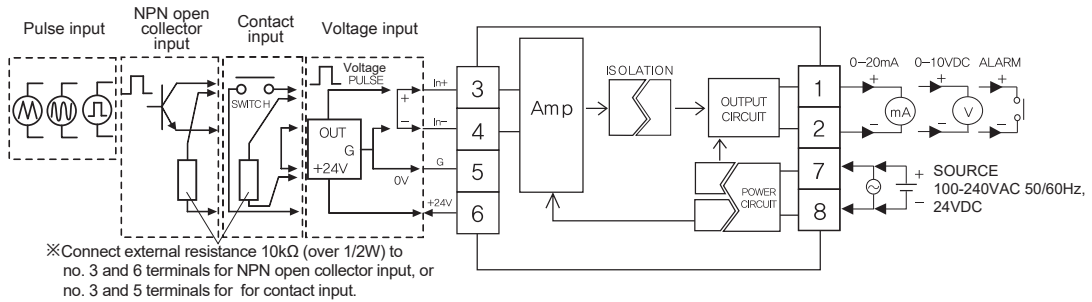 Pulse input
NPN open
collector
input
Contact
input
Voltage input
SWITCH
Voltage
PULSE
OUT
G
+24V
0V
+
−
In+
In−
G
+24V
3
4
5
6
Amp
ISOLATION
OUTPUT
CIRCUIT
POWER
CIRCUIT
1
2
7
8
0−20mA
0−10VDC
ALARM
+
+
+
mA
V
−
−
−
+
−
SOURCE
100-240VAC 50/60Hz,
24VDC
※Connect external resistance 10kΩ (over 1/2W) to
no. 3 and 6 terminals for NPN open collector input, or
no. 3 and 5 terminals for for contact input.